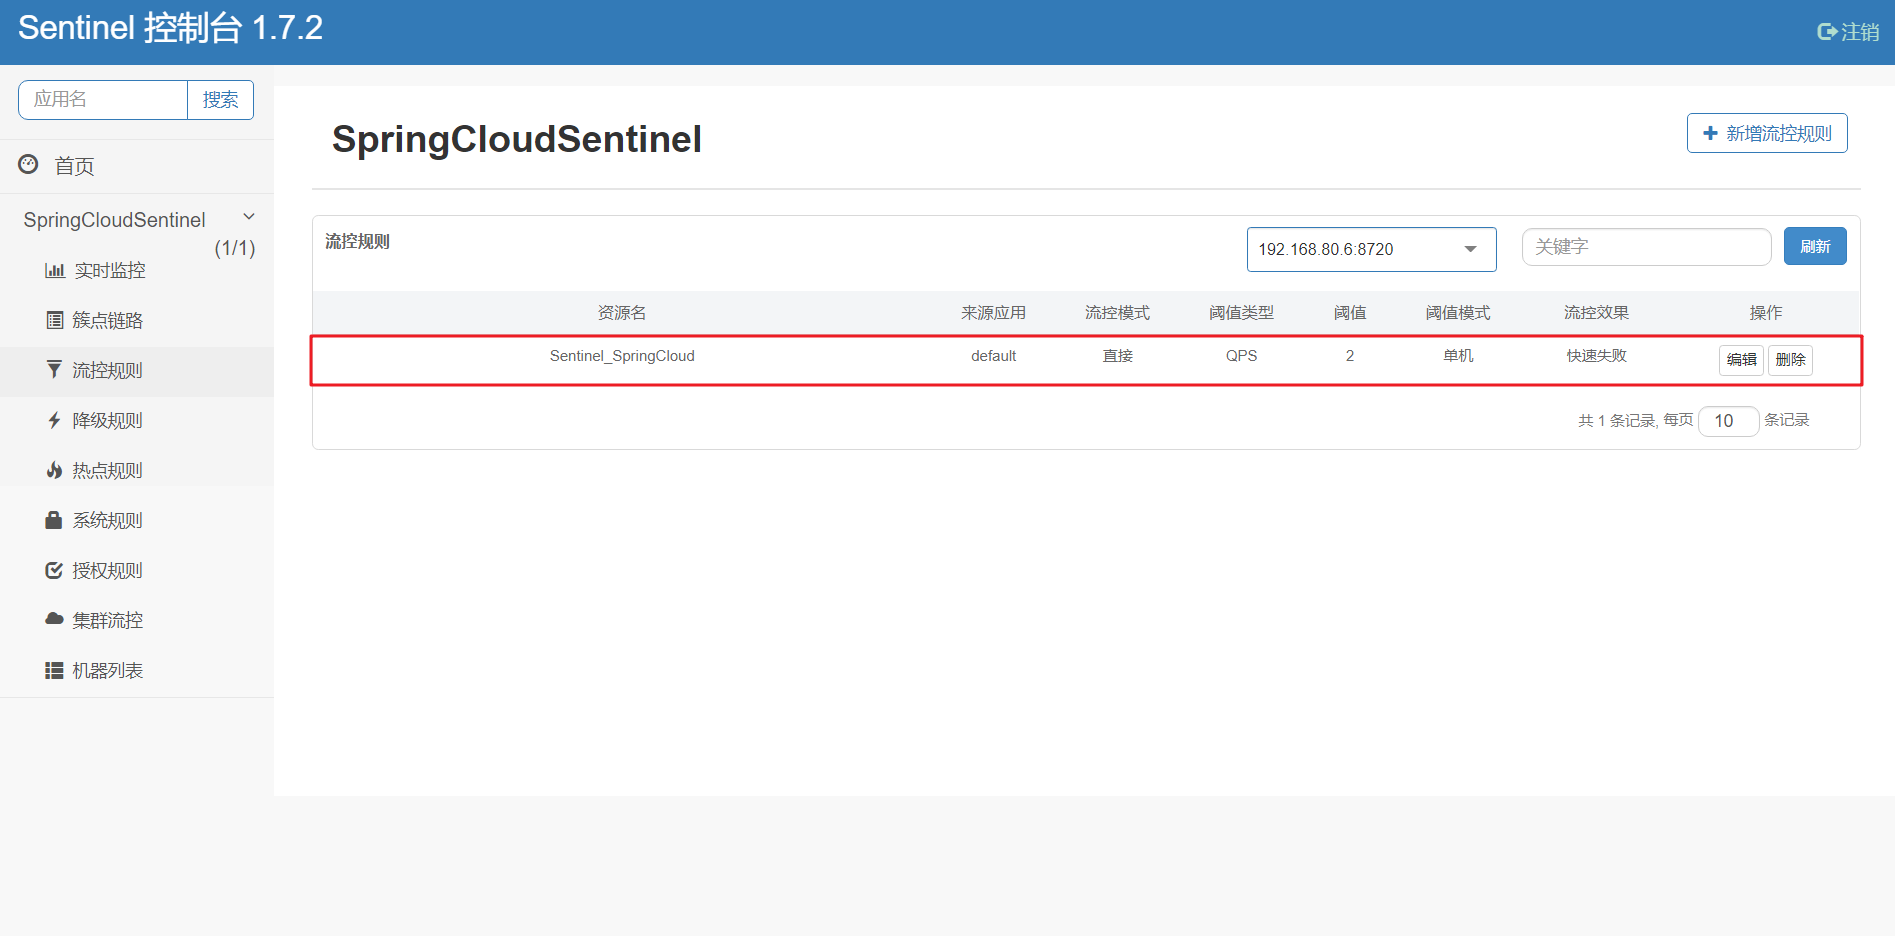 Sentinel 控制台 1.7.2
注销
应用名
搜索
首页
SpringCloudSentinel
(1/1)
实时监控
簇点链路
流控规则
降级规则
热点规则
系统规则
授权规则
集群流控
机器列表
SpringCloudSentinel
新增流控规则
流控规则
192.168.80.6:8720
关键字
刷新
资源名 来源应用 流控模式 阈值类型 阈值 阈值模式 流控效果 操作
Sentinel_SpringCloud default 直接 QPS 2 单机 快速失败 编辑 删除
共 1 条记录, 每页 10 条记录